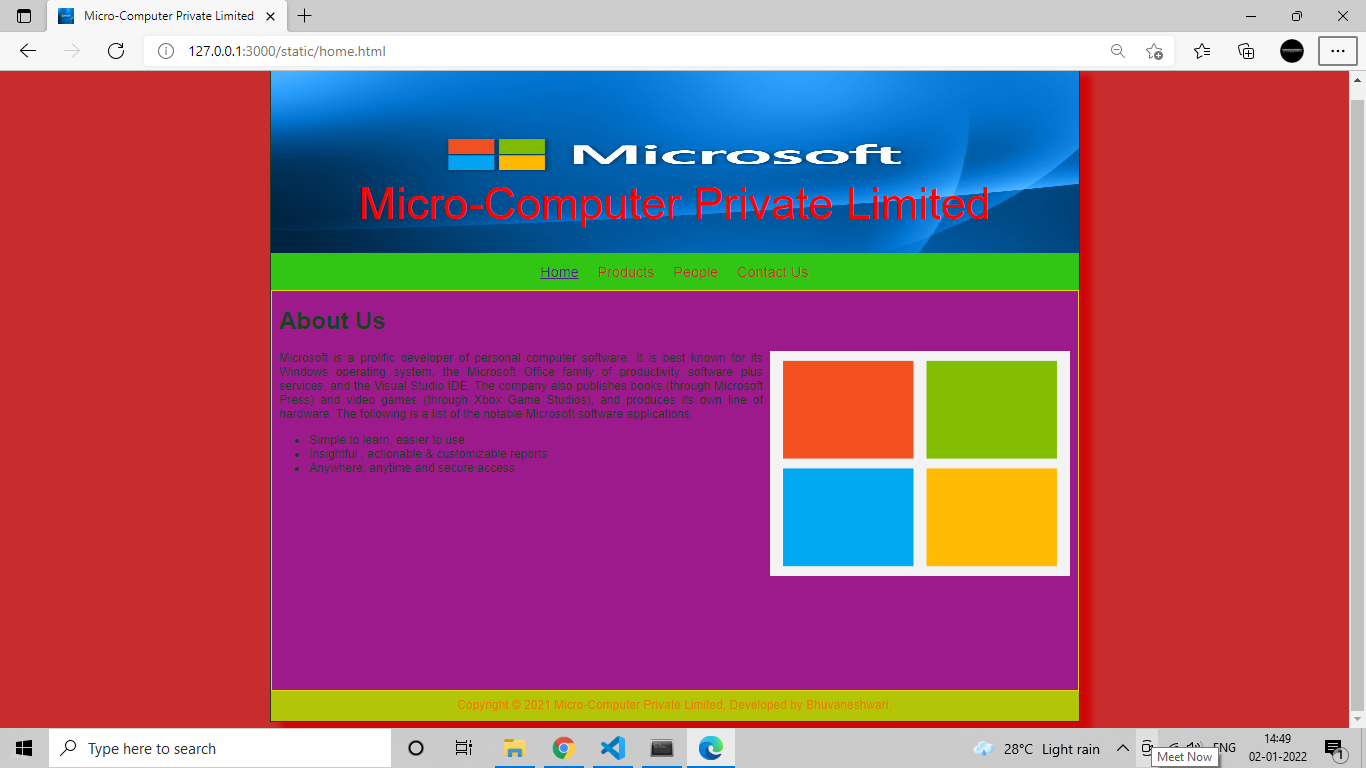 Micro-Computer Private Limited
127.0.0.1:3000/static/home.html
Microsoft
Micro-Computer Private Limited
Home Products People Contact Us
About Us
Microsoft is a prolific developer of personal computer software. It is best known for its
Windows operating system, the Microsoft Office family of productivity software plus
services, and the Visual Studio IDE. The company also publishes books (through Microsoft
Press) and video games (through Xbox Game Studios), and produces its own line of
hardware. The following is a list of the notable Microsoft software applications.
• Simple to learn, easier to use
• Insightful , actionable & customizable reports
• Anywhere, anytime and secure access
Copyright © 2021 Micro-Computer Private Limited, Developed by Bhuvaneshwari.
Type here to search
28°C Light rain
ENG
14:49
02-01-2022
1
Meet Now